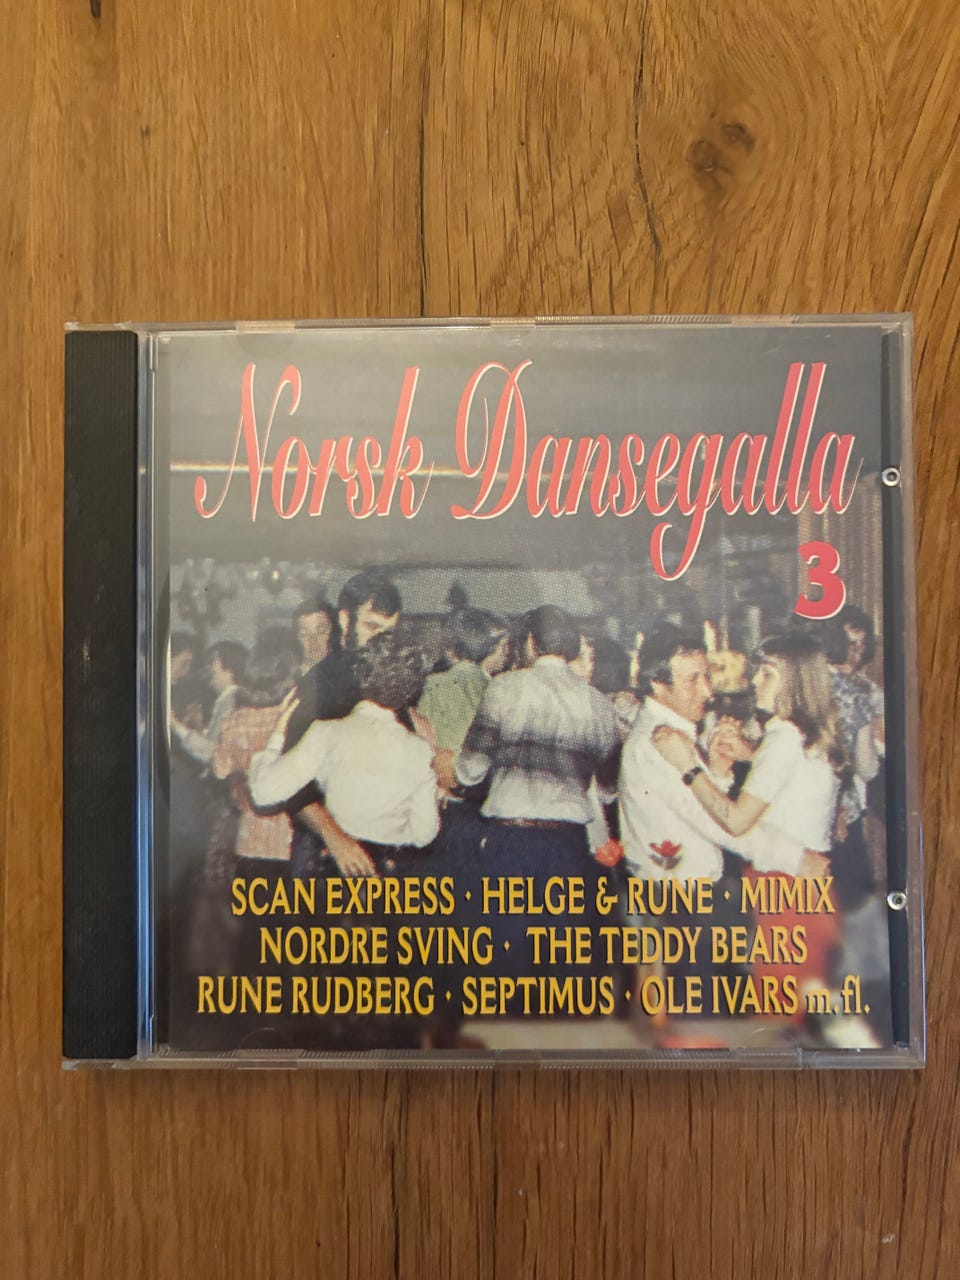 Norsk Dansegalla
3
SCAN EXPRESS · HELGE & RUNE · MIMIX
NORDRE SVING · THE TEDDY BEARS
RUNE RUDBERG · SEPTIMUS · OLE IVARS m.fl.